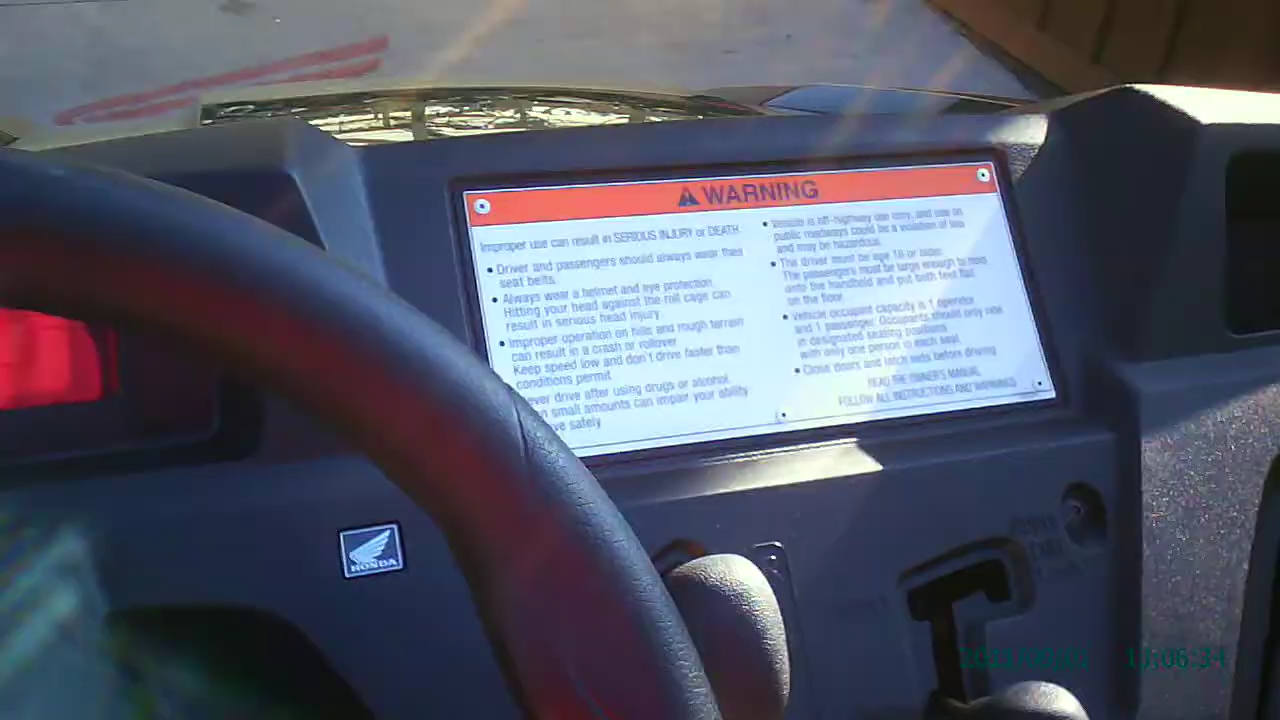 WARNING
Improper use can result in SERIOUS INJURY or DEATH.
• Driver and passengers should always wear their
seat belts.
• Always wear a helmet and eye protection.
Hitting your head against the roll cage can
result in serious head injury
• Improper operation on hills and rough terrain
can result in a crash or rollover
Keep speed low and don't drive faster than
conditions permit
ever drive after using drugs or alcohol.
n small amounts can impair your ability
ve safely
• Vehicle is off-highway use only, and use on
public roadways could be a violation of law
and may be hazardous.
• The driver must be age 16 or older.
The passengers must be large enough to hold
onto the handhold and put both feet flat
on the floor.
• Vehicle occupant capacity is 1 operator
and 1 passenger. Occupants should only ride
in designated seating positions
with only one person in each seat.
• Close doors and latch nets before driving
READ THE OWNER'S MANUAL.
FOLLOW ALL INSTRUCTIONS AND WARNINGS
HONDA
10:06:34